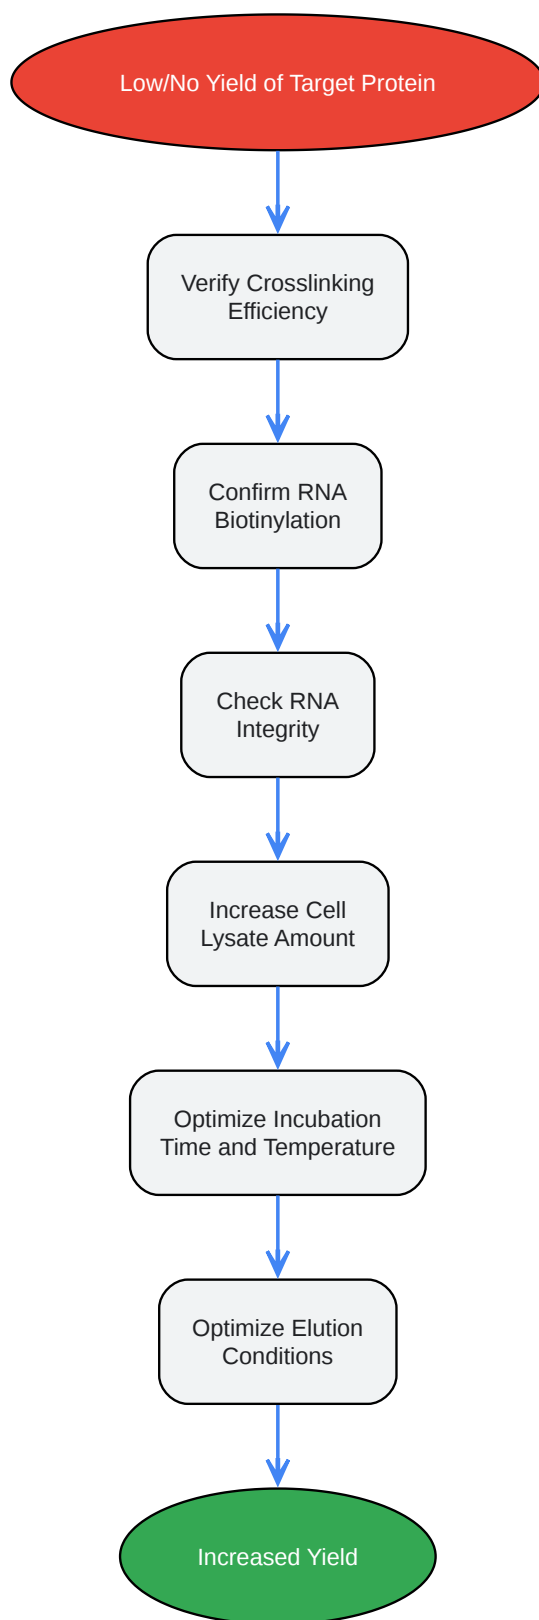 Low/No Yield of Target Protein
Verify Crosslinking
Efficiency
Confirm RNA
Biotinylation
Check RNA
Integrity
Increase Cell
Lysate Amount
Optimize Incubation
Time and Temperature
Optimize Elution
Conditions
Increased Yield